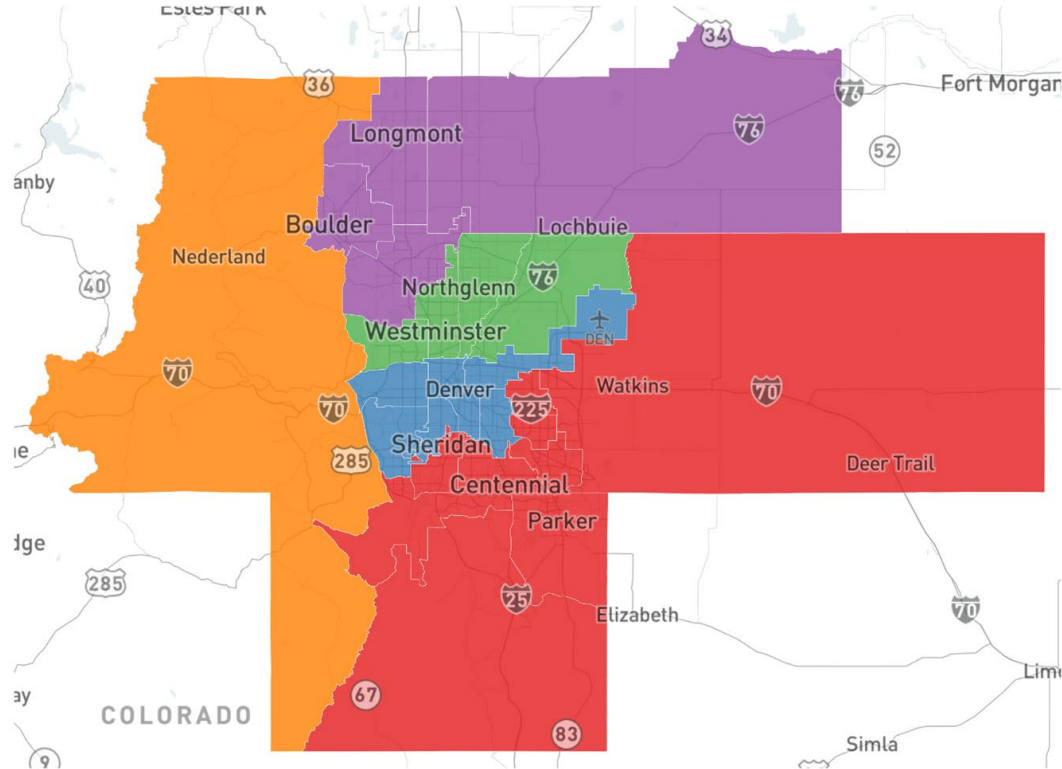 Estes Park
34
36
76
Fort Morgan
Longmont
76
52
anby
Boulder
Lochbuie
Nederland
40
Northglenn
76
Westminster
DEN
70
Denver
Watkins
70
70
225
Sheridan
285
Deer Trail
ne
Centennial
Parker
dge
285
25
Elizabeth
70
67
Lim
ay
COLORADO
83
Simla
9